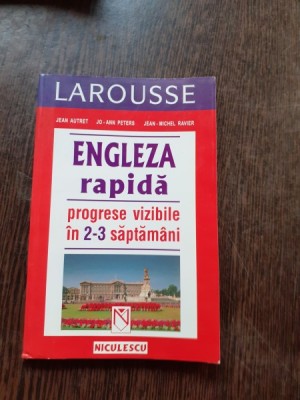 LAROUSSE
JEAN AUTRET JO-ANN PETERS JEAN-MICHEL RAVIER
ENGLEZA
rapidă
progrese vizibile
în 2-3 săptămâni
NICULESCU